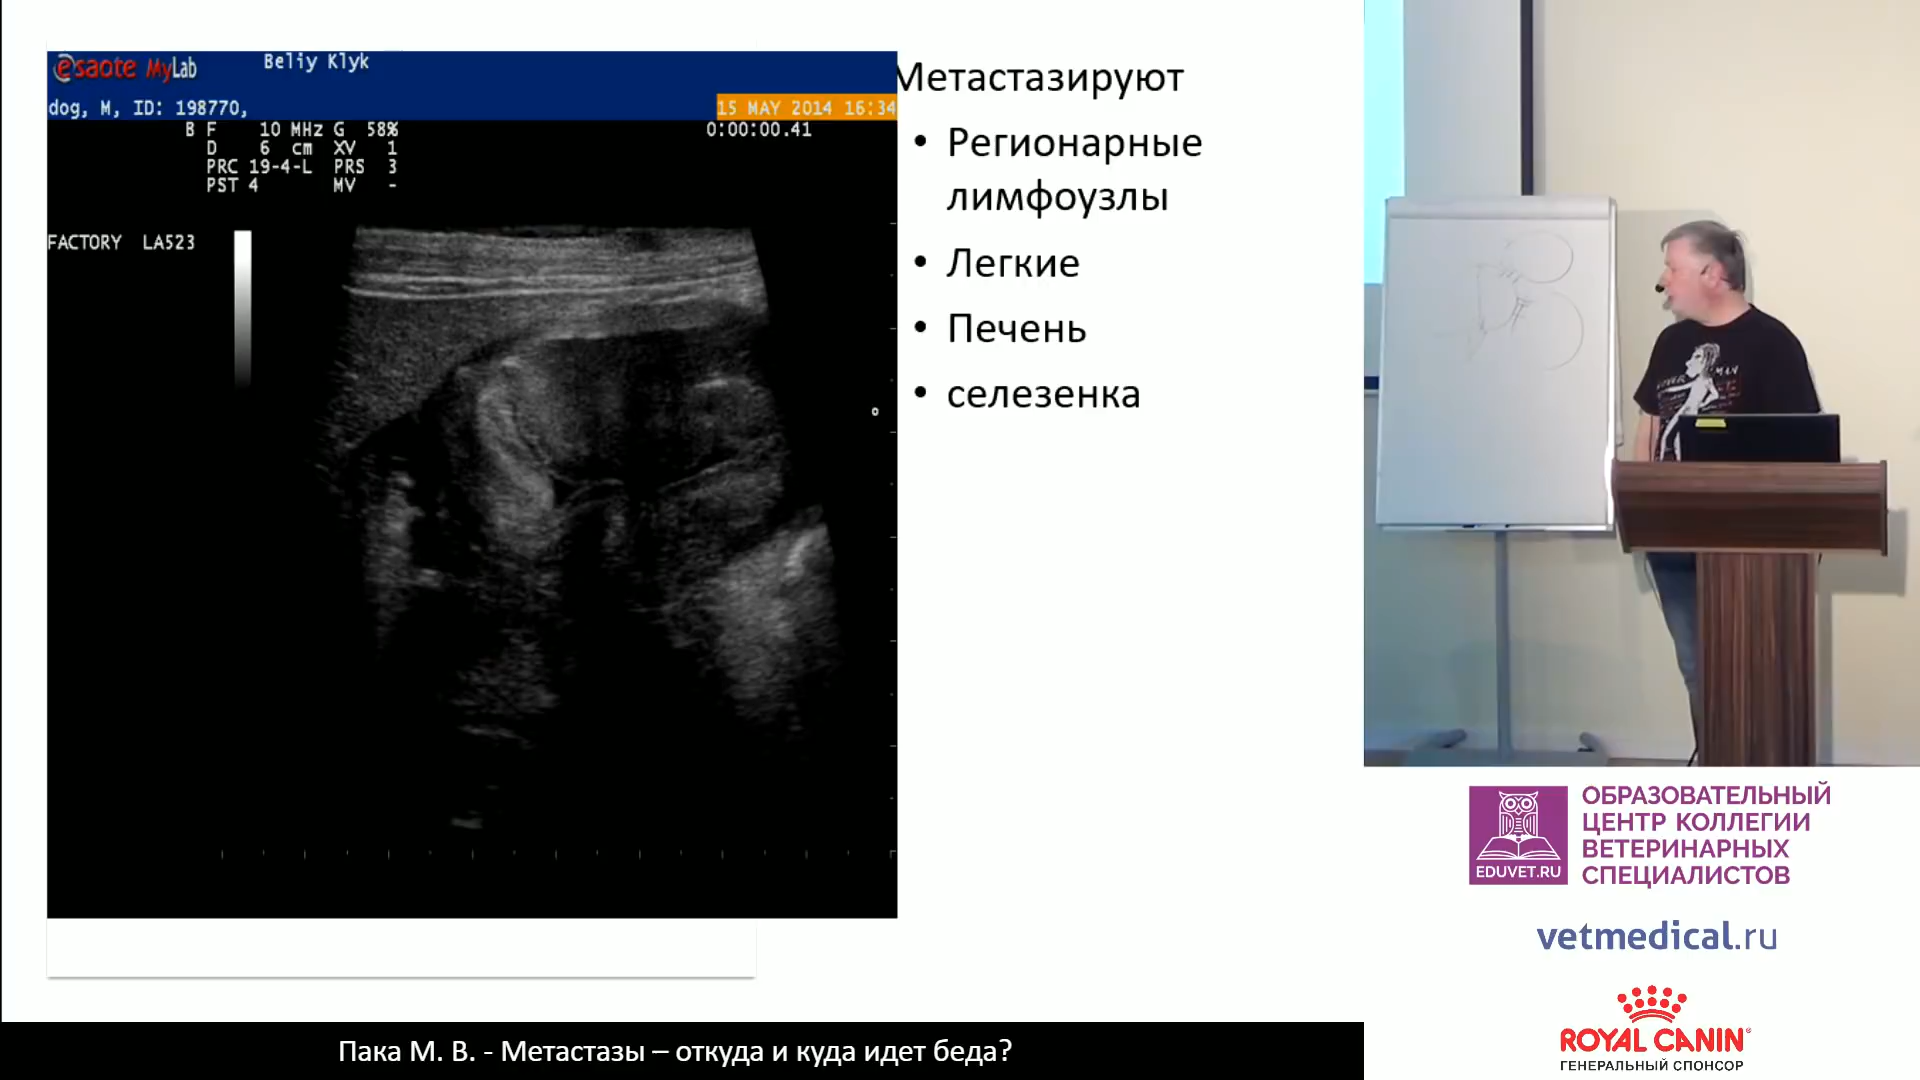 esaote MyLab
Beliy Klyk
dog, M, ID: 198770,
15 MAY 2014 16:34
B F 10 MHz G 58%
D 6 cm XV 1
PRC 19-4-L PRS 3
PST 4 MV -
0:00:00.41
FACTORY LA523
Метастазируют
• Регионарные
лимфоузлы
• Легкие
• Печень
• селезенка
MAN
EDUVET.RU
ОБРАЗОВАТЕЛЬНЫЙ
ЦЕНТР КОЛЛЕГИИ
ВЕТЕРИНАРНЫХ
СПЕЦИАЛИСТОВ
vetmedical.ru
ROYAL CANIN
ГЕНЕРАЛЬНЫЙ СПОНСОР
Пака М. В. - Метастазы – откуда и куда идет беда?